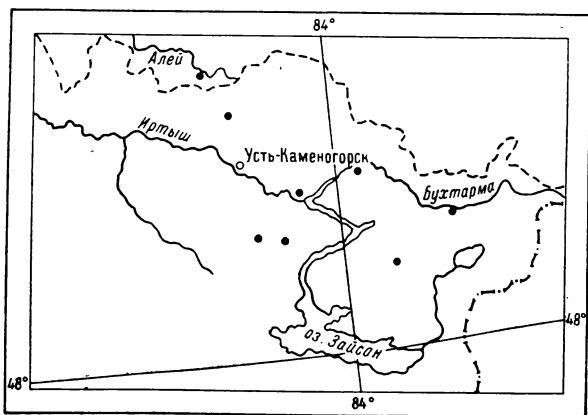 84°
Алей
Иртыш
Усть-Каменогорск
Бухтарма
48°
оз. Зайсан
48°
84°